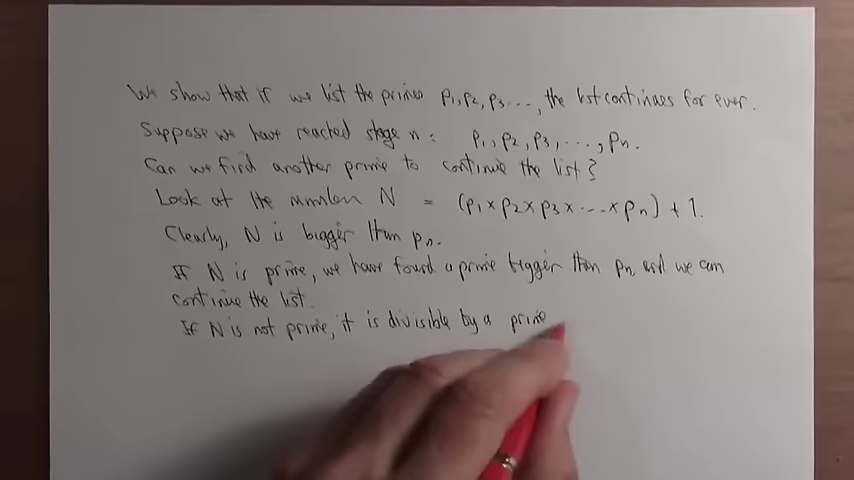 We show that if we list the primes p₁, p₂, p₃ ..., the list continues for ever.
Suppose we have reached stage n: p₁, p₂, p₃, ..., pₙ.
Can we find another prime to continue the list?
Look at the number N = (p₁ × p₂ × p₃ × ... × pₙ) + 1.
Clearly, N is bigger than pₙ.
If N is prime, we have found a prime bigger than pₙ and we can
continue the list.
If N is not prime, it is divisible by a prime